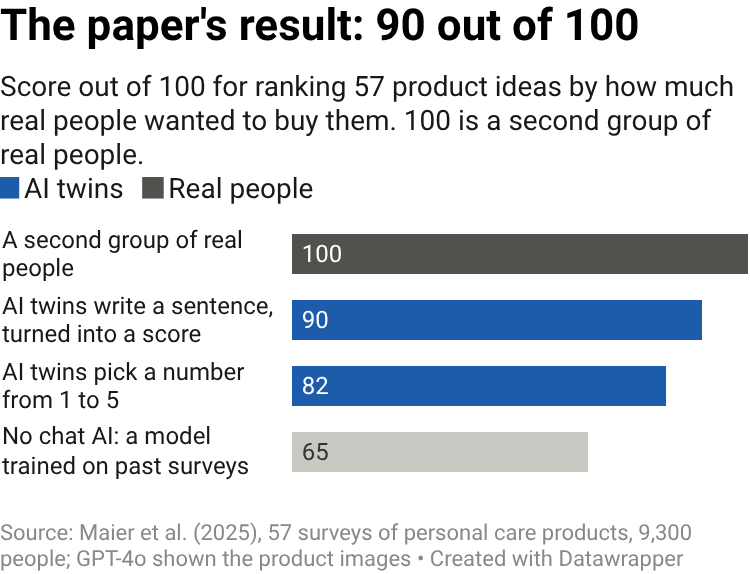 The paper's result: 90 out of 100
Score out of 100 for ranking 57 product ideas by how much
real people wanted to buy them. 100 is a second group of
real people.
AI twins Real people
A second group of real
people
100
AI twins write a sentence,
turned into a score
90
AI twins pick a number
from 1 to 5
82
No chat AI: a model
trained on past surveys
65
Source: Maier et al. (2025), 57 surveys of personal care products, 9,300
people; GPT-4o shown the product images • Created with Datawrapper